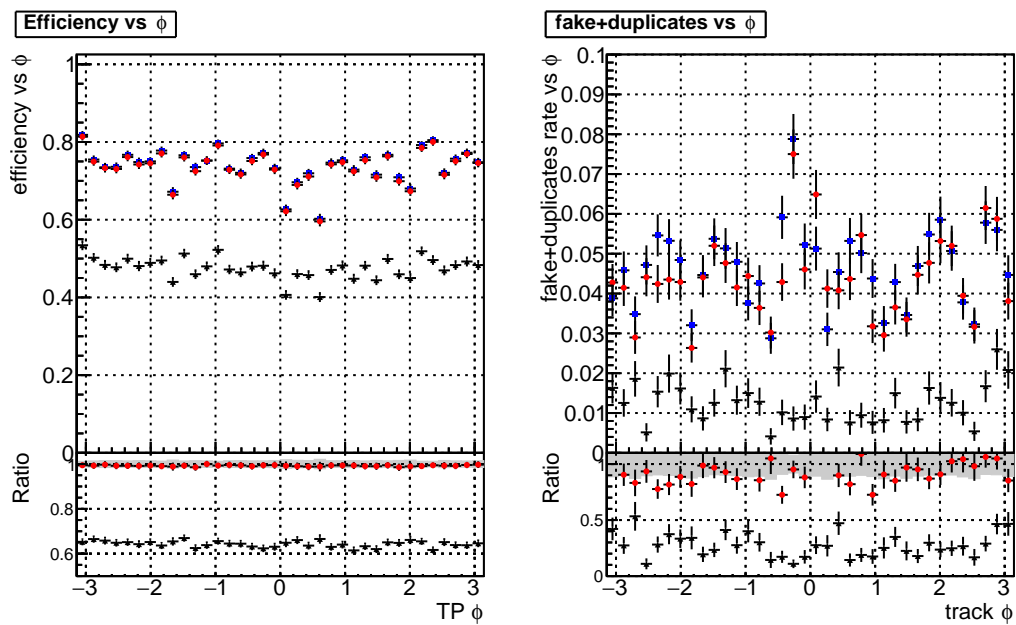 Efficiency vs ϕ
efficiency vs ϕ
1
0.8
0.6
0.4
0.2
0
Ratio
1
0.8
0.6
−3 −2 −1 0 1 2 3
TP ϕ
fake+duplicates vs ϕ
fake+duplicates rate vs ϕ
0.1
0.09
0.08
0.07
0.06
0.05
0.04
0.03
0.02
0.01
0
Ratio
1
0.5
0
−3 −2 −1 0 1 2 3
track ϕ